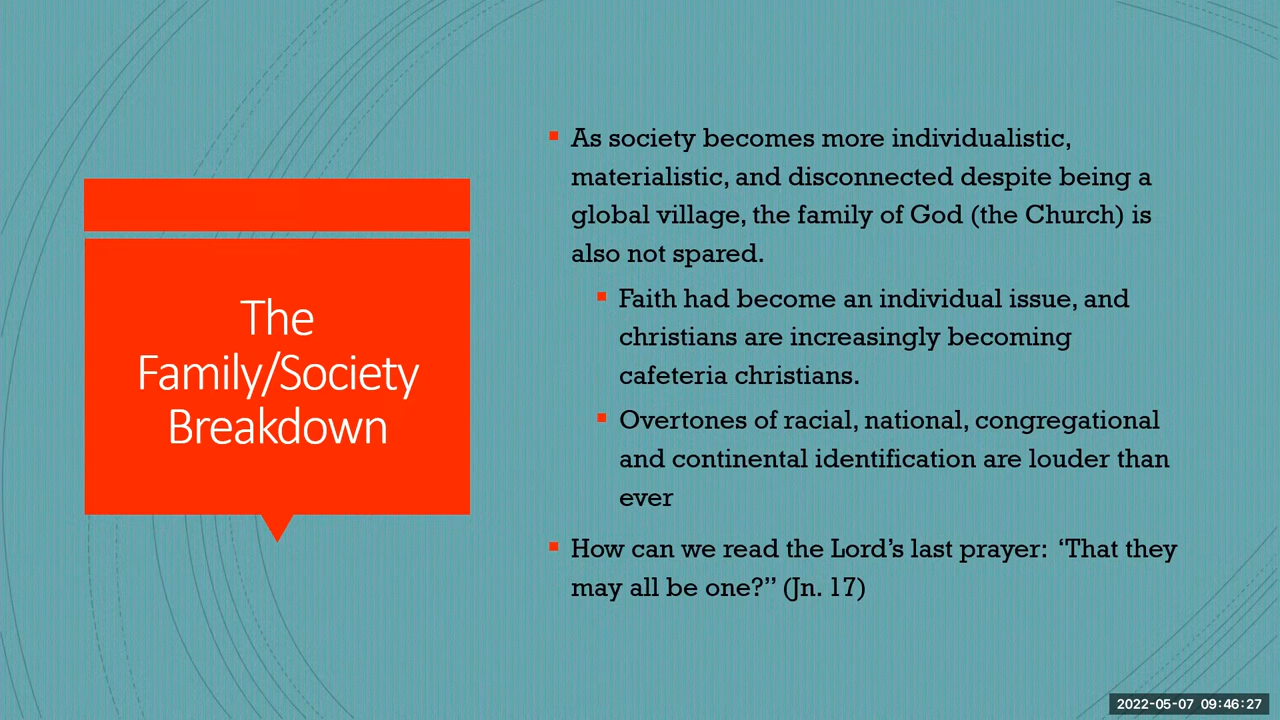 The
Family/Society
Breakdown
As society becomes more individualistic,
materialistic, and disconnected despite being a
global village, the family of God (the Church) is
also not spared.
Faith had become an individual issue, and
christians are increasingly becoming
cafeteria christians.
Overtones of racial, national, congregational
and continental identification are louder than
ever
How can we read the Lord’s last prayer: ‘That they
may all be one?” (Jn. 17)
2022-05-07 09:46:27